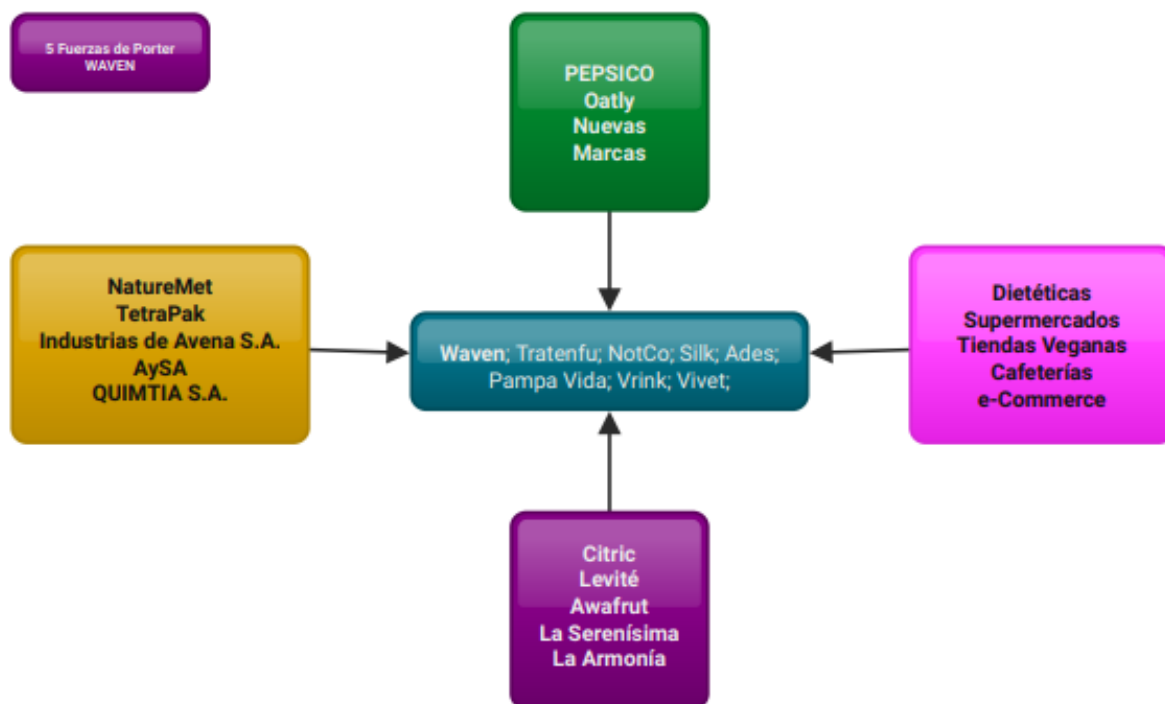 5 Fuerzas de Porter
WAVEN
PEPSICO
Oatly
Nuevas
Marcas
NatureMet
TetraPak
Industrias de Avena S.A.
AySA
QUIMTIA S.A.
Waven; Tratenfu; NotCo; Silk; Ades;
Pampa Vida; Vrink; Vivet;
Dietéticas
Supermercados
Tiendas Veganas
Cafeterías
e-Commerce
Citric
Levité
Awafrut
La Serenísima
La Armonía